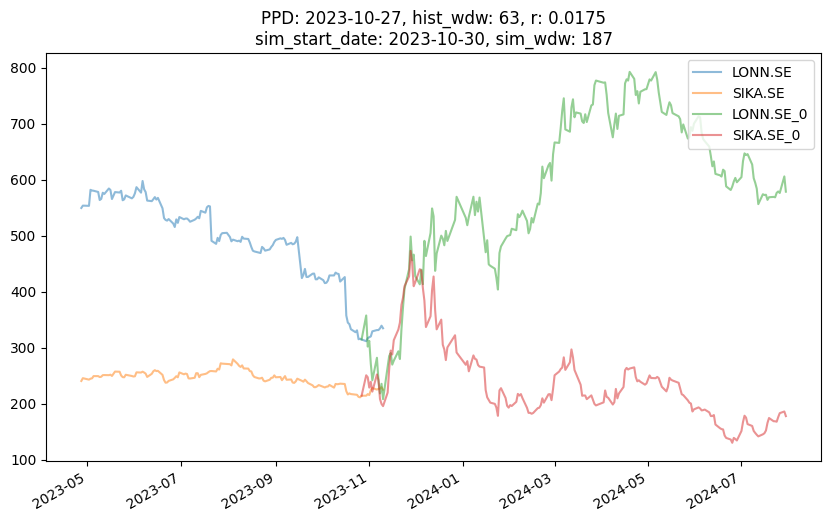 PPD: 2023-10-27, hist_wdw: 63, r: 0.0175
sim_start_date: 2023-10-30, sim_wdw: 187
LONN.SE
SIKA.SE
LONN.SE_0
SIKA.SE_0
800
700
600
500
400
300
200
100
2023-05
2023-07
2023-09
2023-11
2024-01
2024-03
2024-05
2024-07